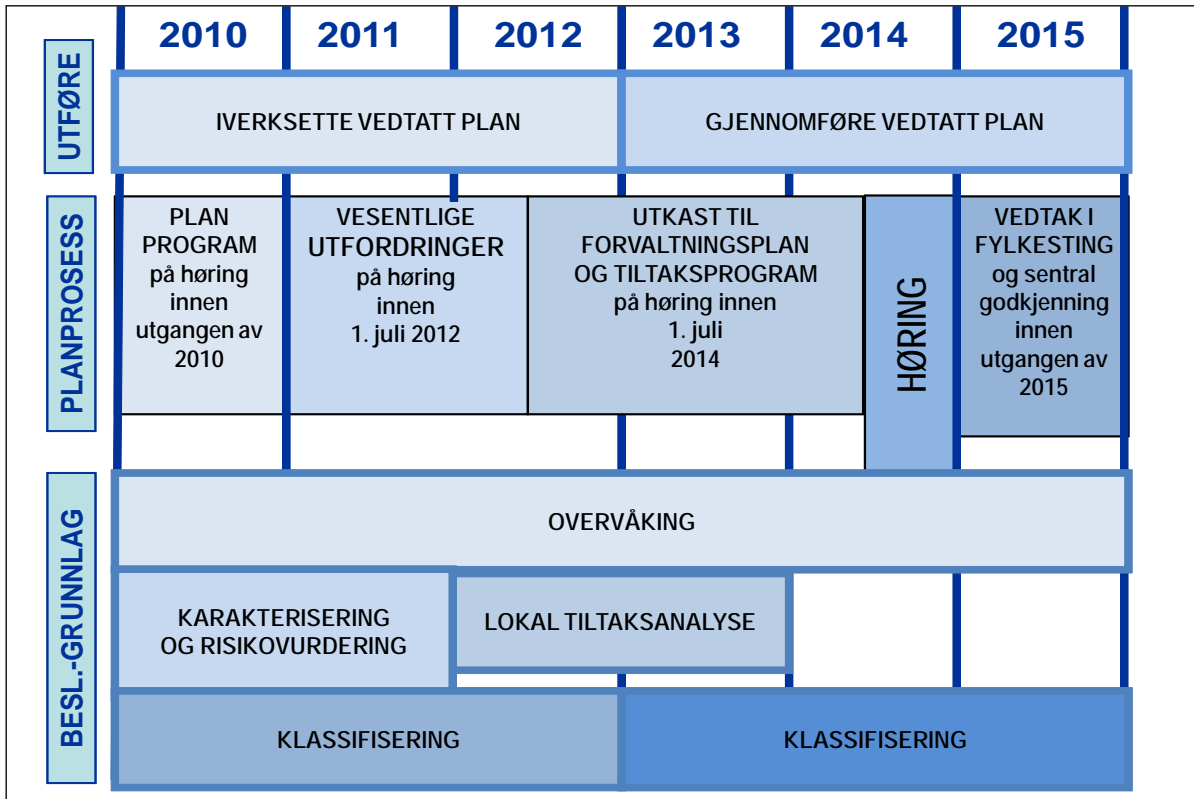 2010 2011 2012 2013 2014 2015
UTFØRE
IVERKSETTE VEDTATT PLAN
GJENNOMFØRE VEDTATT PLAN
PLANPROSESS
PLAN
PROGRAM
på høring
innen
utgangen av
2010
VESENTLIGE
UTFORDRINGER
på høring
innen
1. juli 2012
UTKAST TIL
FORVALTNINGSPLAN
OG TILTAKSPROGRAM
på høring innen
1. juli
2014
HØRING
VEDTAK I
FYLKESTING
og sentral
godkjenning
innen
utgangen av
2015
BESL.-GRUNNLAG
OVERVÅKING
KARAKTERISERING
OG RISIKOVURDERING
LOKAL TILTAKSANALYSE
KLASSIFISERING
KLASSIFISERING